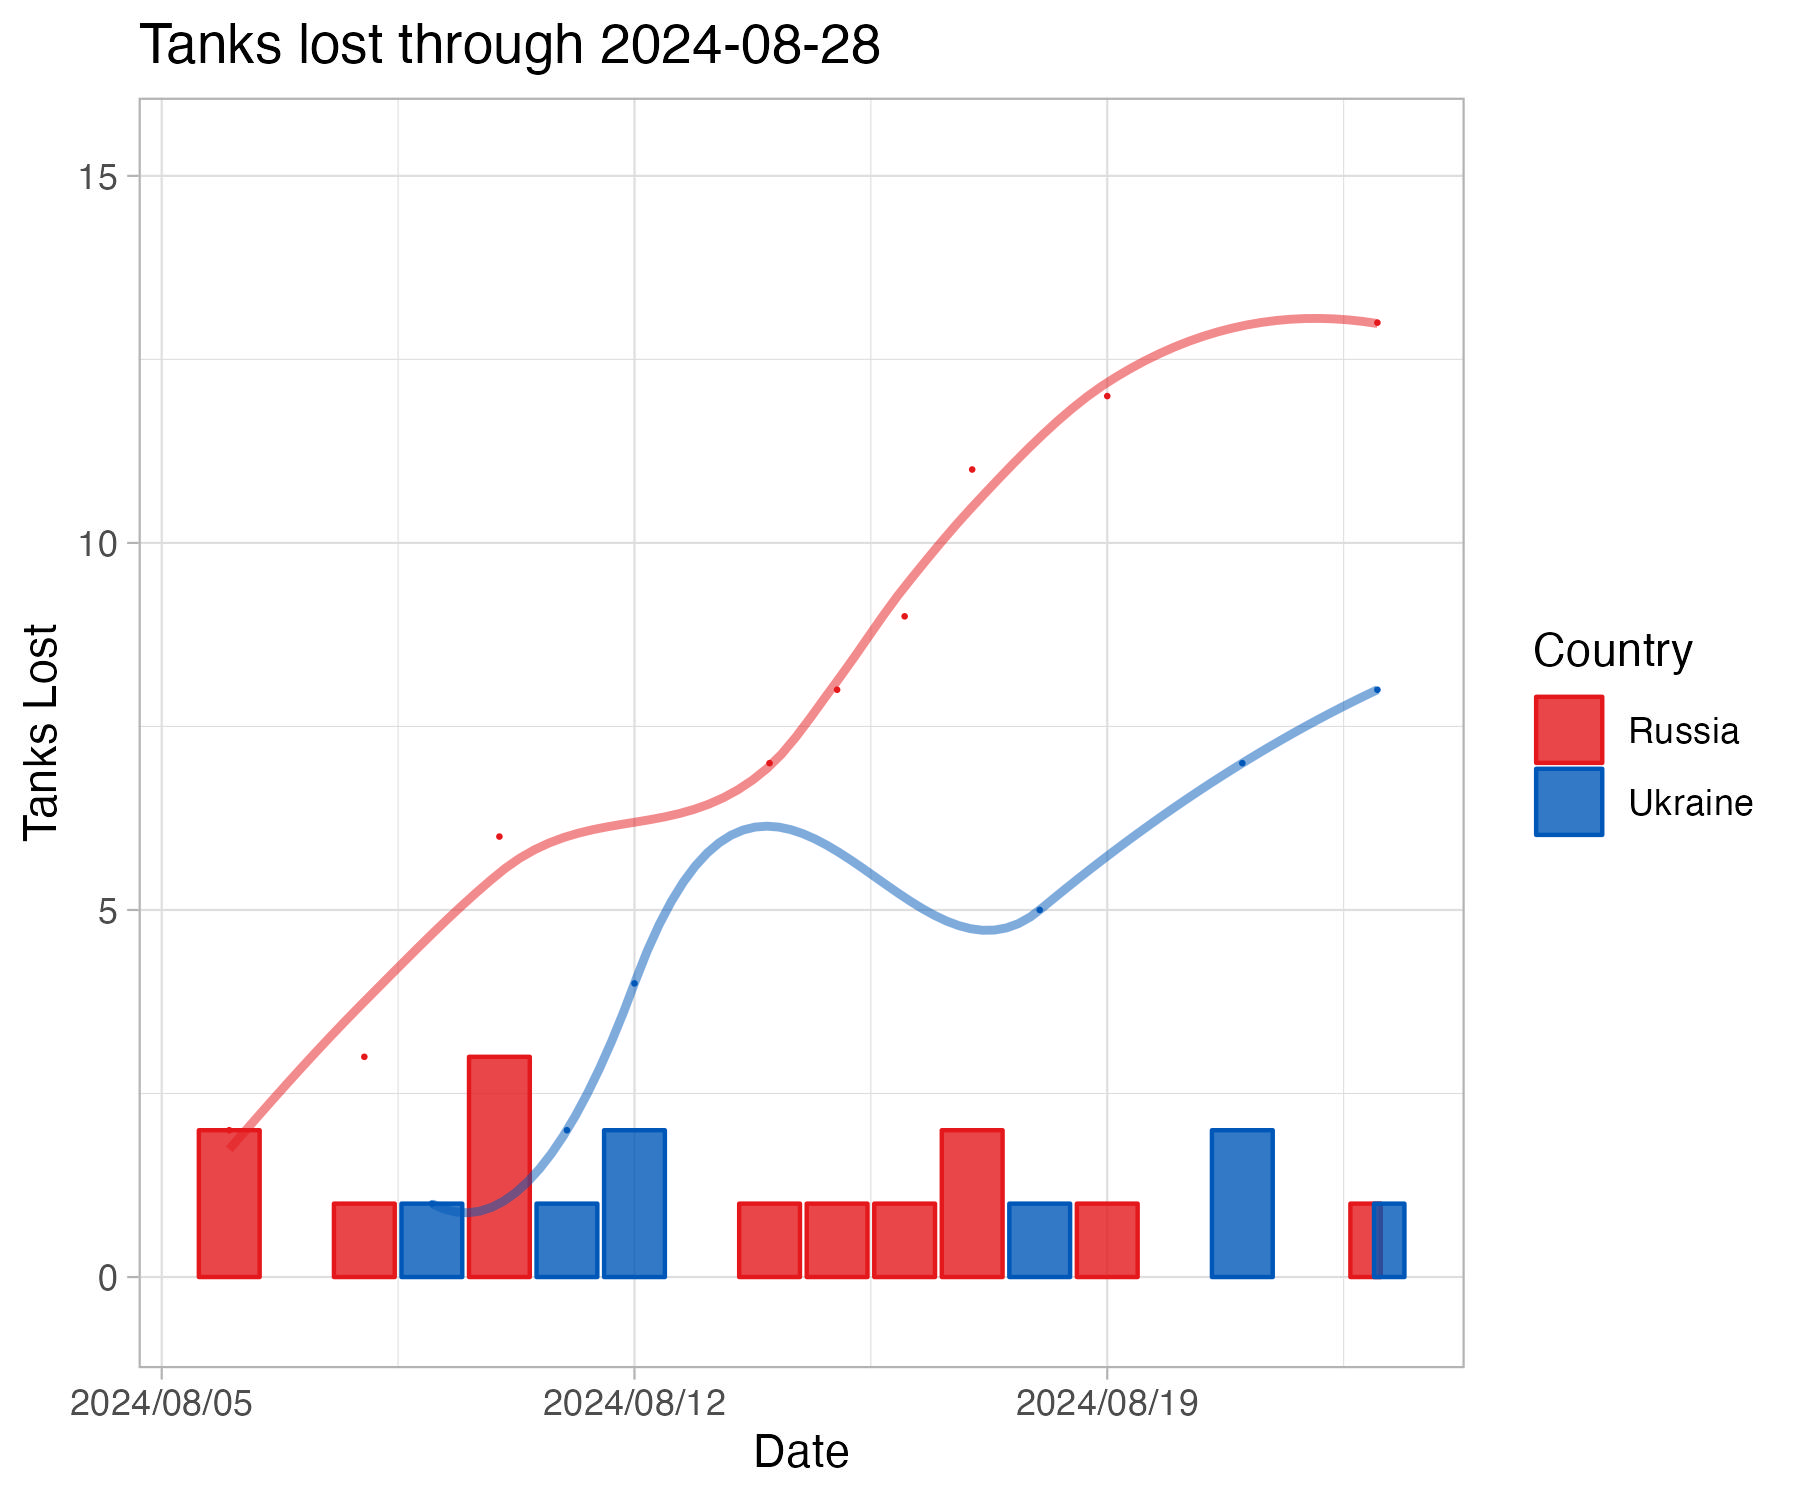 Tanks lost through 2024-08-28
15
10
5
0
Tanks Lost
2024/08/05
2024/08/12
2024/08/19
Date
Country
Russia
Ukraine